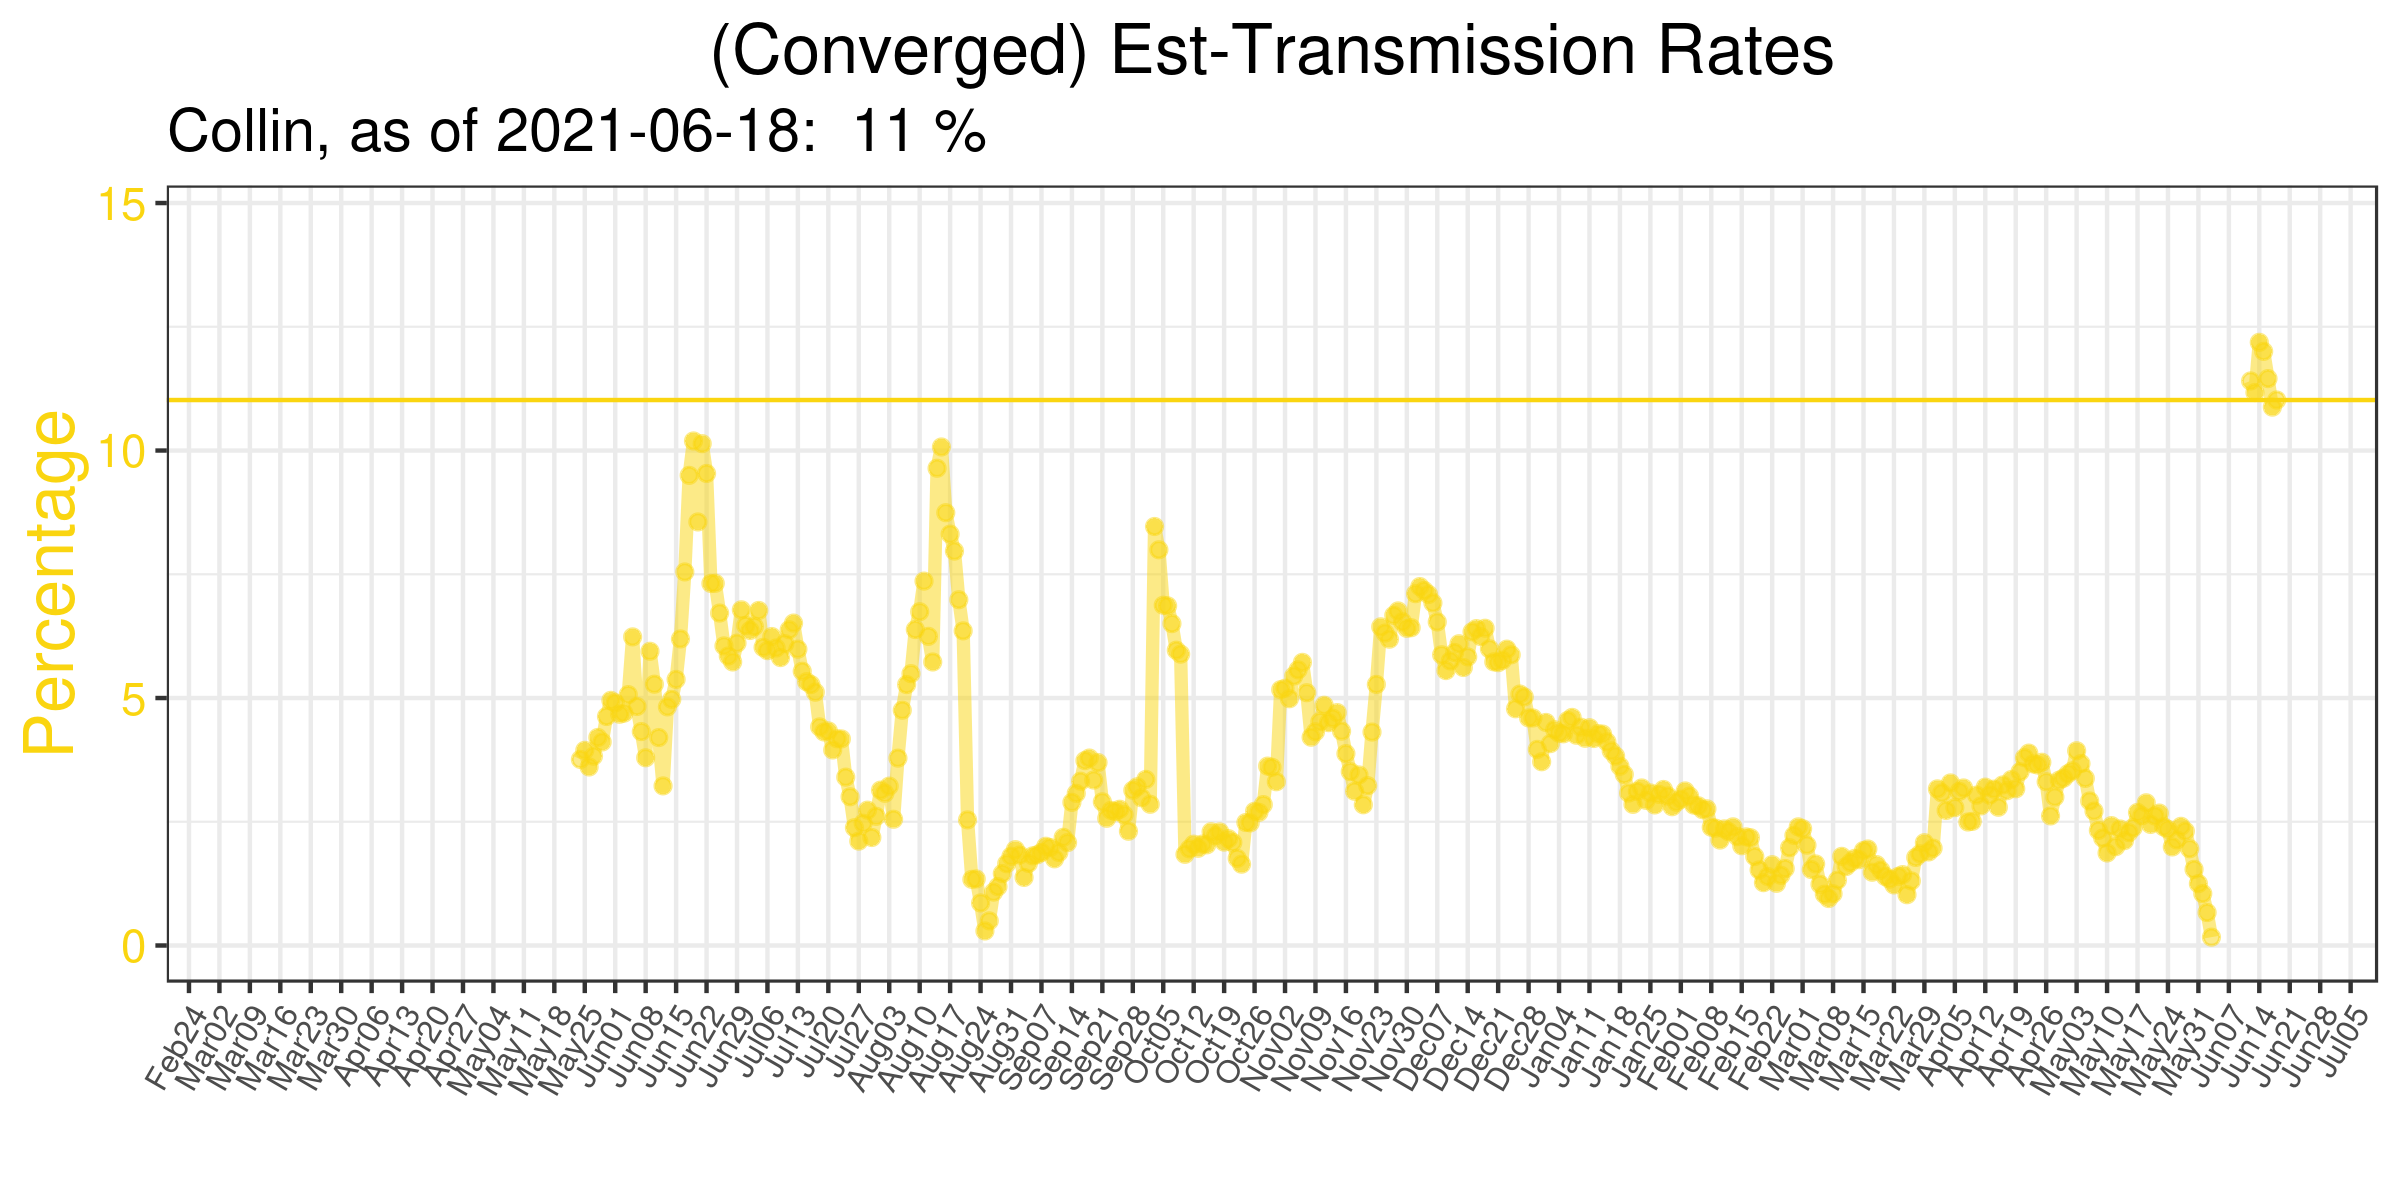 (Converged) Est-Transmission Rates
Collin, as of 2021-06-18:  11 %
Percentage
15
10
5
0
Feb24
Mar02
Mar09
Mar16
Mar23
Mar30
Apr06
Apr13
Apr20
Apr27
May04
May11
May18
May25
Jun01
Jun08
Jun15
Jun22
Jun29
Jul06
Jul13
Jul20
Jul27
Aug03
Aug10
Aug17
Aug24
Aug31
Sep07
Sep14
Sep21
Sep28
Oct05
Oct12
Oct19
Oct26
Nov02
Nov09
Nov16
Nov23
Nov30
Dec07
Dec14
Dec21
Dec28
Jan04
Jan11
Jan18
Jan25
Feb01
Feb08
Feb15
Feb22
Mar01
Mar08
Mar15
Mar22
Mar29
Apr05
Apr12
Apr19
Apr26
May03
May10
May17
May24
May31
Jun07
Jun14
Jun21
Jun28
Jul05